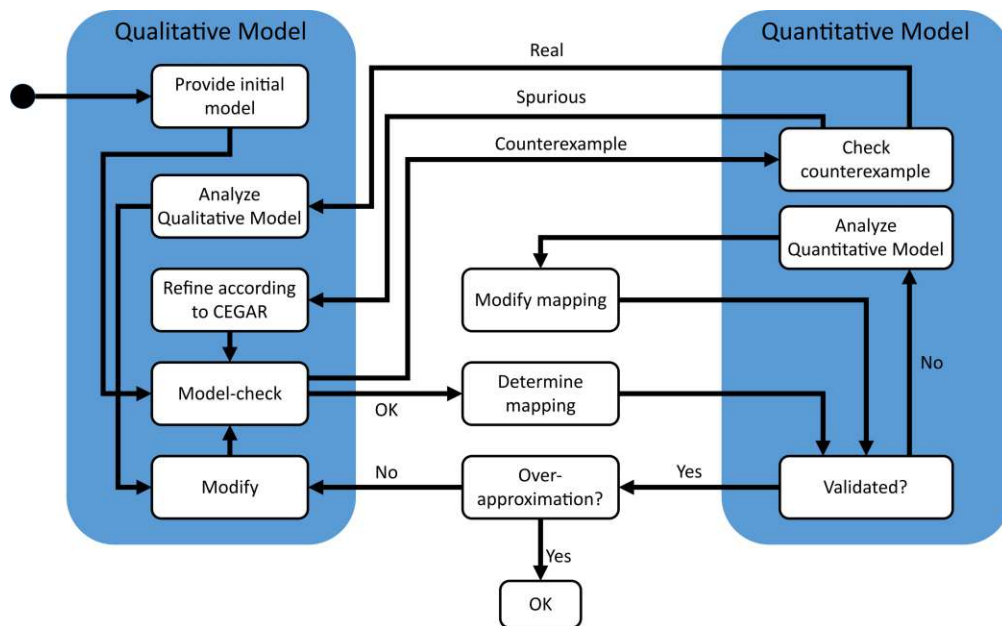 Qualitative Model
Quantitative Model
Real
Provide initial
model
Spurious
Counterexample
Check
counterexample
Analyze
Qualitative Model
Analyze
Quantitative Model
Refine according
to CEGAR
Modify mapping
No
Model-check
OK
Determine
mapping
Modify
No
Over-
approximation?
Yes
Validated?
Yes
OK